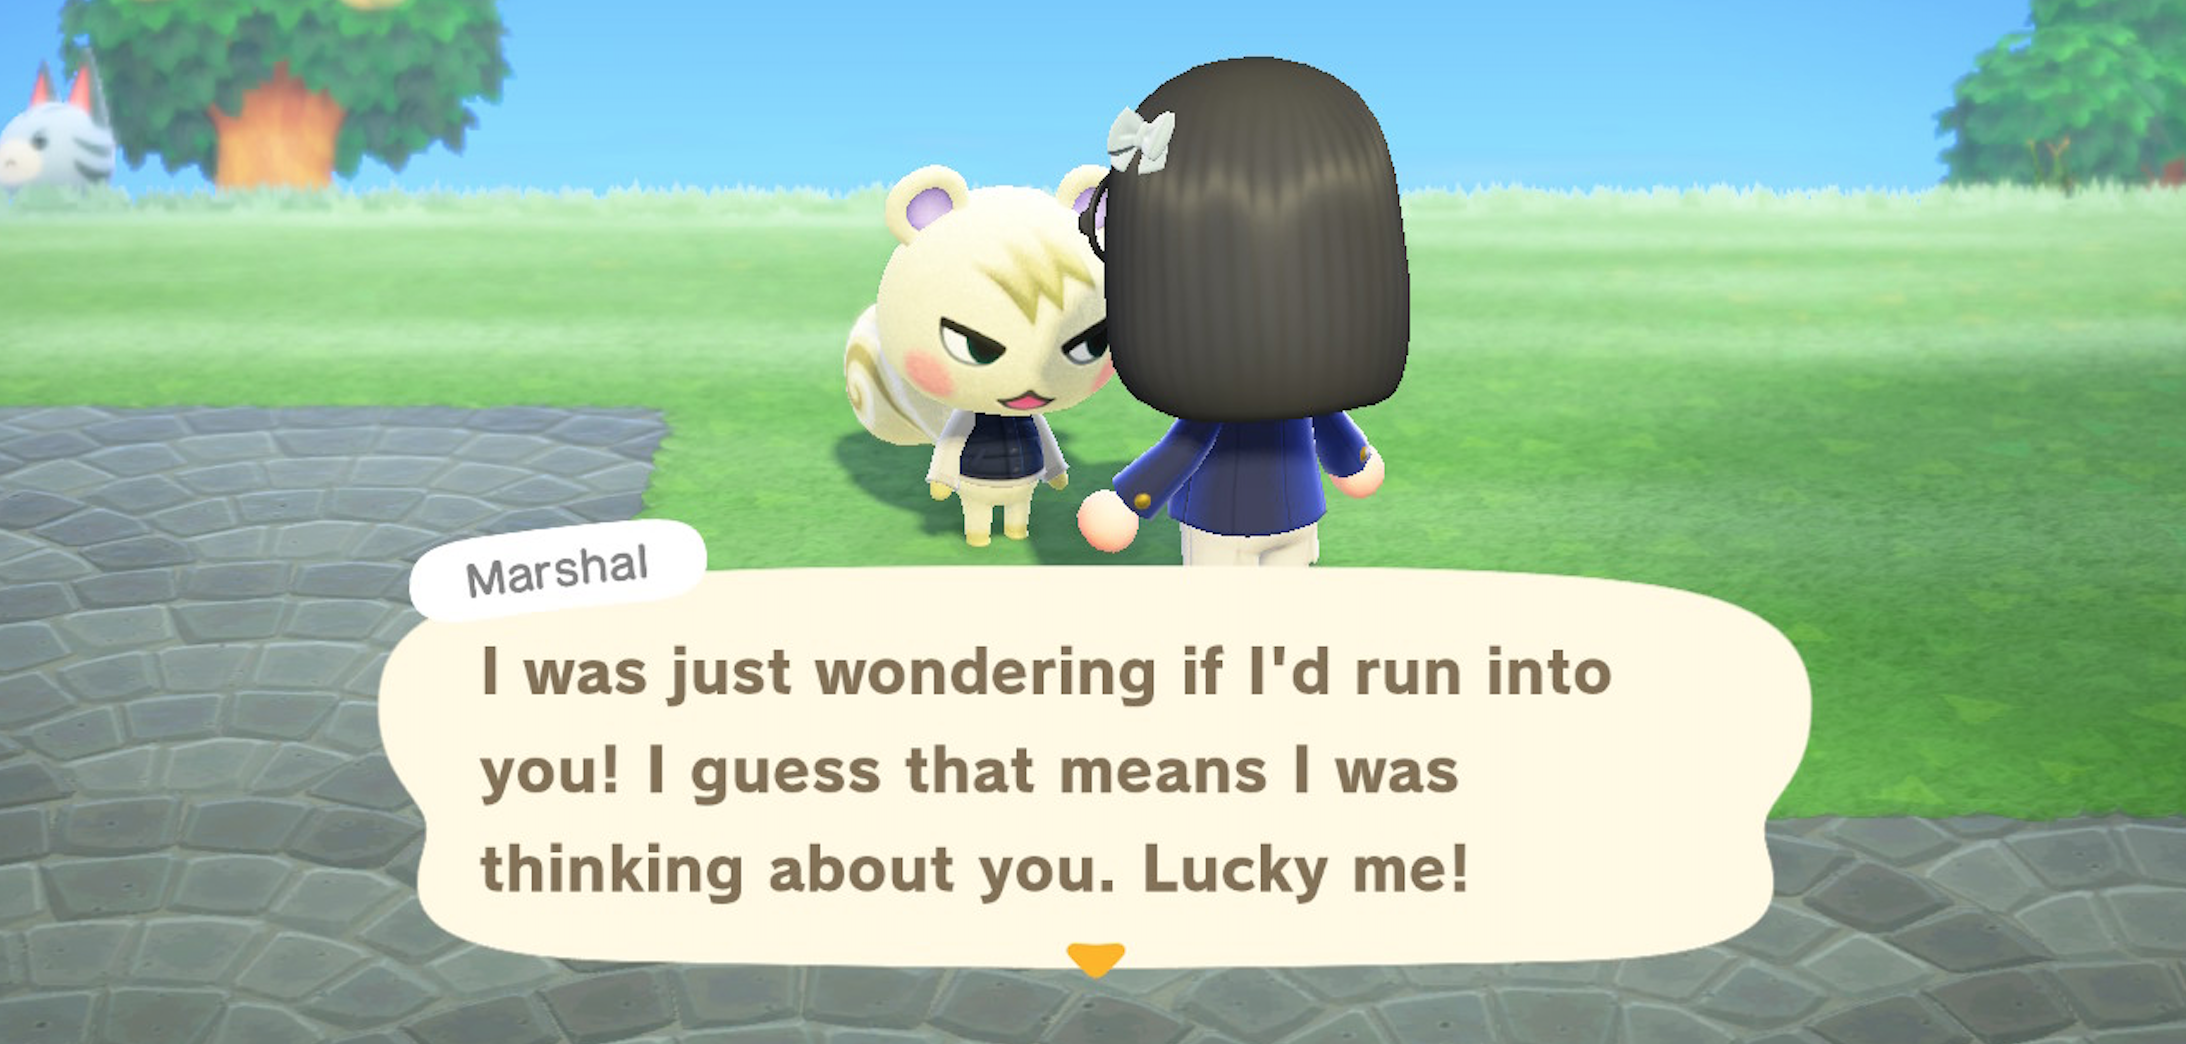 Marshal
I was just wondering if I'd run into
you! I guess that means I was
thinking about you. Lucky me!